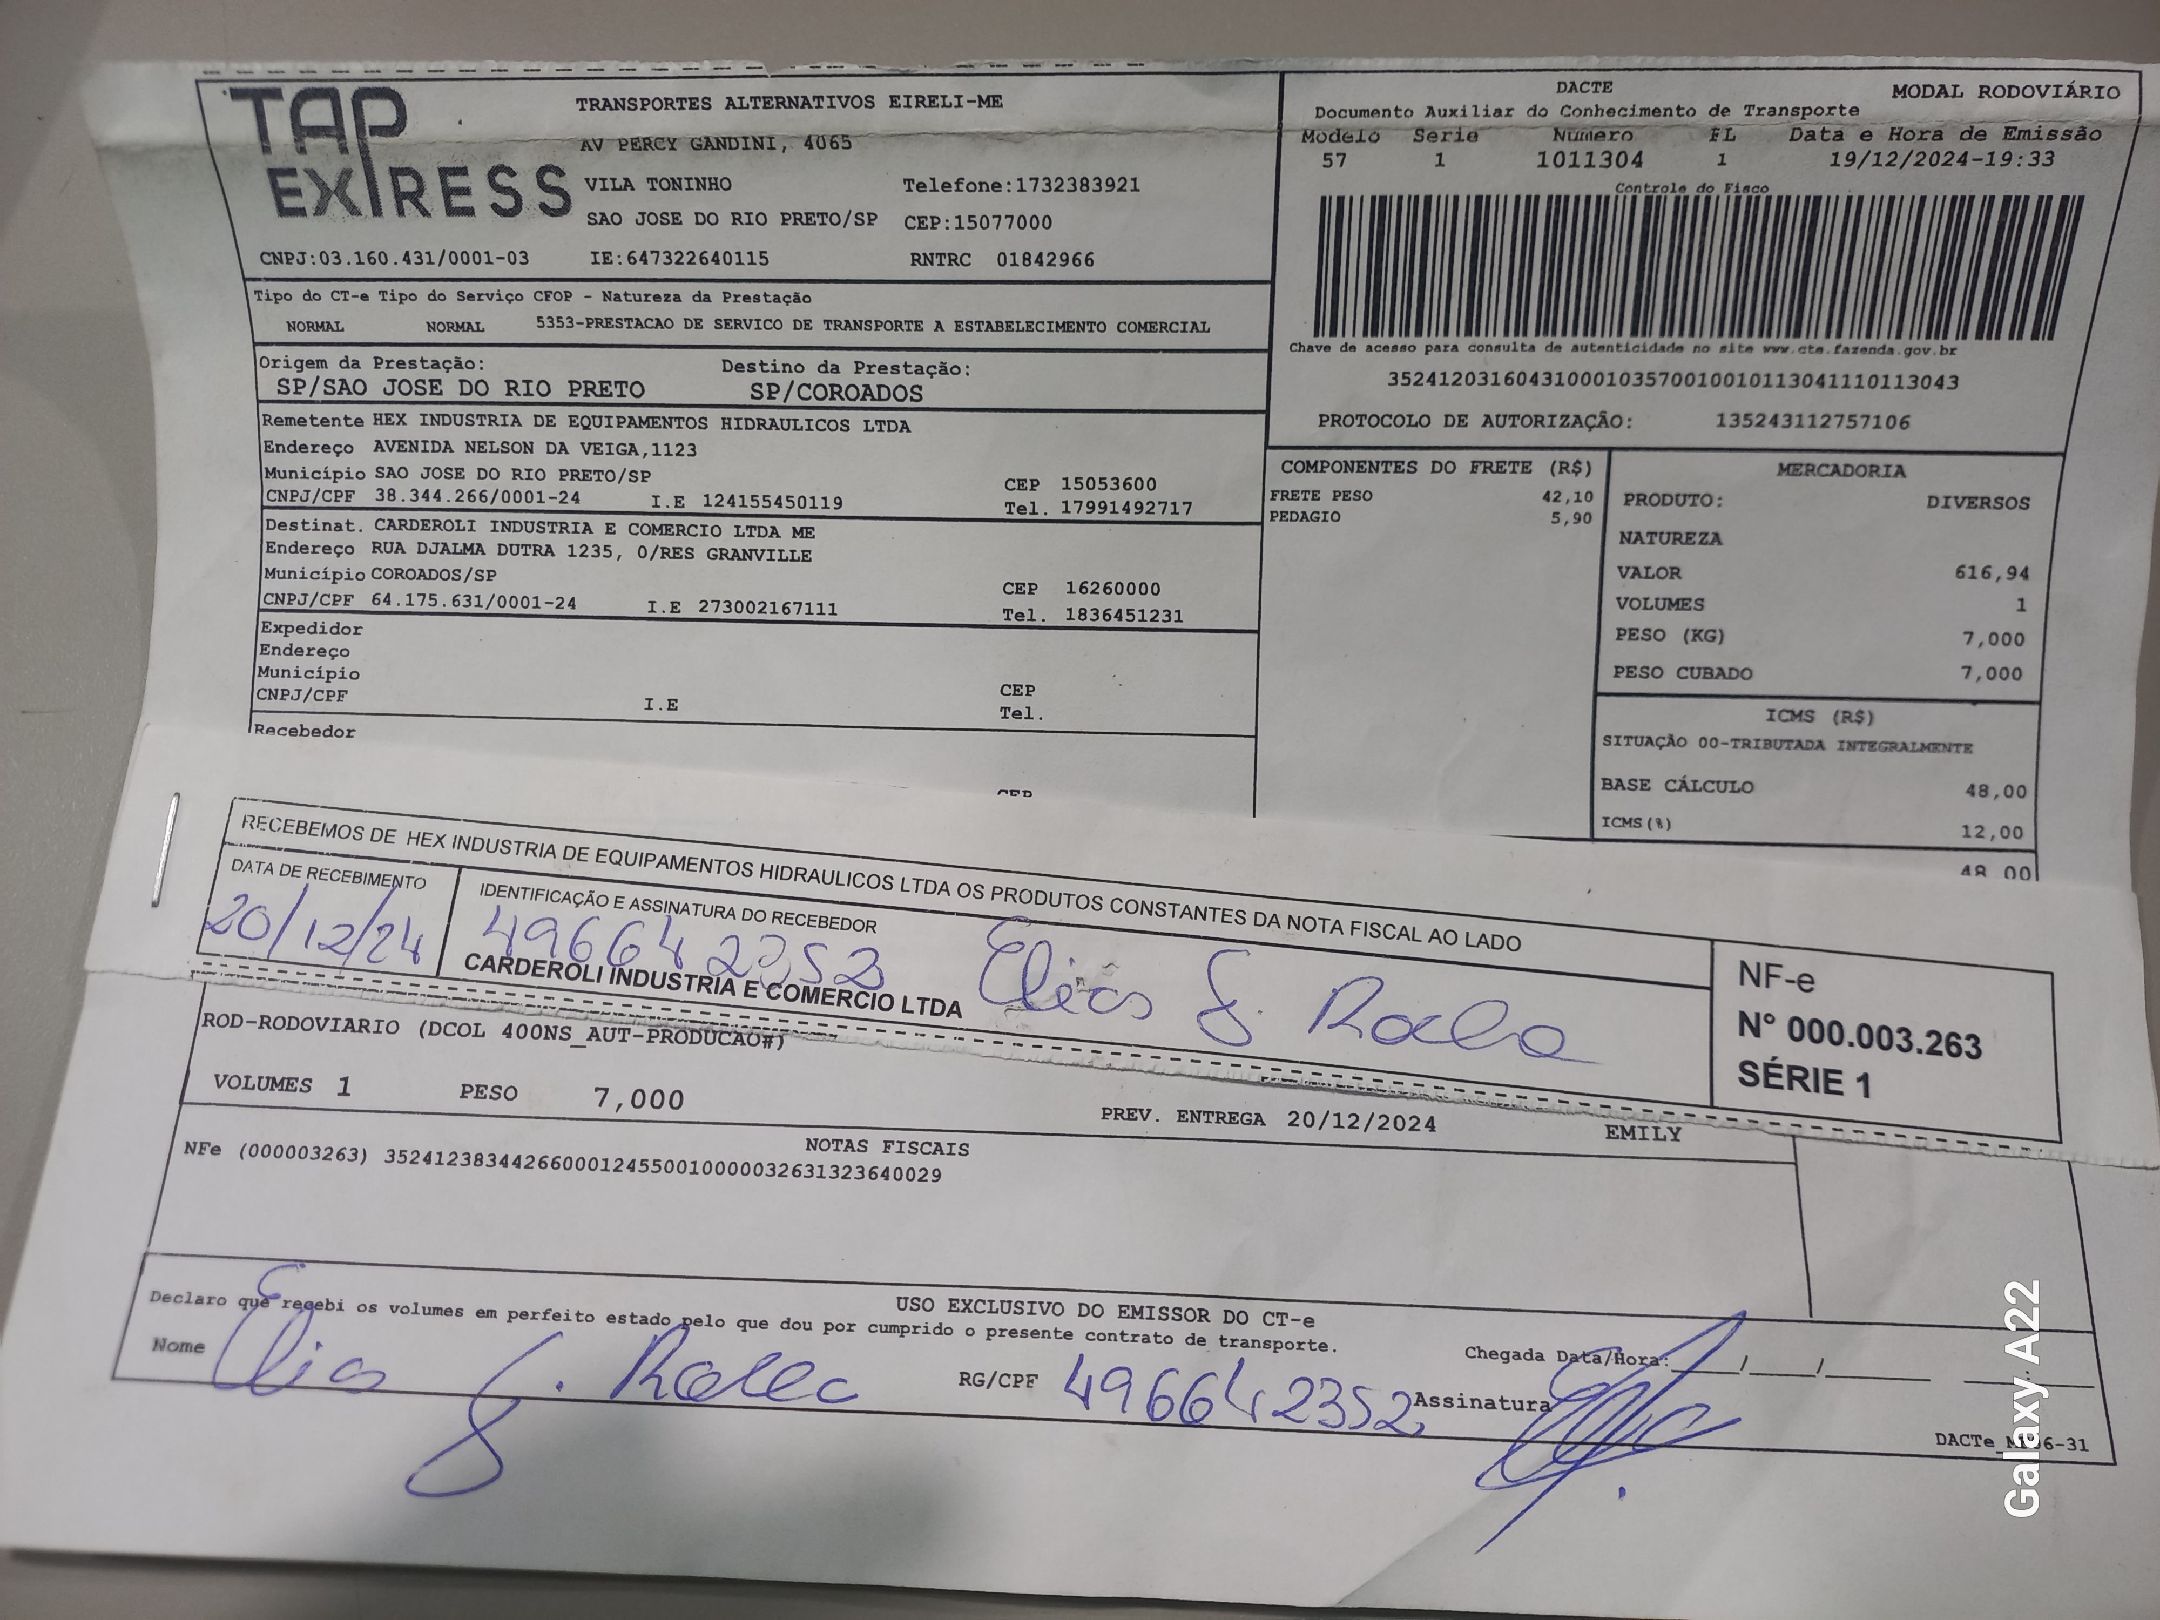 TAP EXPRESS
TRANSPORTES ALTERNATIVOS EIRELI-ME
AV PERCY GANDINI, 4065
VILA TONINHO Telefone:1732383921
SAO JOSE DO RIO PRETO/SP CEP:15077000
CNPJ:03.160.431/0001-03 IE:647322640115 RNTRC 01842966
DACTE MODAL RODOVIÁRIO
Documento Auxiliar do Conhecimento de Transporte
Modelo Serie Número FL Data e Hora de Emissão
57 1 1011304 1 19/12/2024-19:33
Controle do Fisco
Chave de acesso para consulta de autenticidade no site www.cte.fazenda.gov.br
35241203160431000103570010010113041110113043
PROTOCOLO DE AUTORIZAÇÃO: 135243112757106
Tipo do CT-e Tipo do Serviço CFOP - Natureza da Prestação
NORMAL NORMAL 5353-PRESTACAO DE SERVICO DE TRANSPORTE A ESTABELECIMENTO COMERCIAL
Origem da Prestação: Destino da Prestação:
SP/SAO JOSE DO RIO PRETO SP/COROADOS
Remetente HEX INDUSTRIA DE EQUIPAMENTOS HIDRAULICOS LTDA
Endereço AVENIDA NELSON DA VEIGA,1123
Município SAO JOSE DO RIO PRETO/SP CEP 15053600
CNPJ/CPF 38.344.266/0001-24 I.E 124155450119 Tel. 17991492717
Destinat. CARDEROLI INDUSTRIA E COMERCIO LTDA ME
Endereço RUA DJALMA DUTRA 1235, 0/RES GRANVILLE
Município COROADOS/SP CEP 16260000
CNPJ/CPF 64.175.631/0001-24 I.E 273002167111 Tel. 1836451231
Expedidor
Endereço
Município CEP
CNPJ/CPF I.E Tel.
Recebedor
CEP
COMPONENTES DO FRETE (R$)
FRETE PESO 42,10
PEDAGIO 5,90
MERCADORIA
PRODUTO: DIVERSOS
NATUREZA
VALOR 616,94
VOLUMES 1
PESO (KG) 7,000
PESO CUBADO 7,000
ICMS (R$)
SITUAÇÃO 00-TRIBUTADA INTEGRALMENTE
BASE CÁLCULO 48,00
ICMS(%) 12,00
48,00
RECEBEMOS DE HEX INDUSTRIA DE EQUIPAMENTOS HIDRAULICOS LTDA OS PRODUTOS CONSTANTES DA NOTA FISCAL AO LADO
DATA DE RECEBIMENTO IDENTIFICAÇÃO E ASSINATURA DO RECEBEDOR
20/12/24 496642352 Elias
CARDEROLI INDUSTRIA E COMERCIO LTDA
NF-e
N° 000.003.263
SÉRIE 1
ROD-RODOVIARIO (DCOL 400NS_AUT-PRODUCAO#)
VOLUMES 1 PESO 7,000 PREV. ENTREGA 20/12/2024 EMILY
NOTAS FISCAIS
NFe (000003263) 35241238344266000124550010000032631323640029
USO EXCLUSIVO DO EMISSOR DO CT-e
Declaro que recebi os volumes em perfeito estado pelo que dou por cumprido o presente contrato de transporte.
Nome Elias RG/CPF 496642352 Assinatura
Chegada Data/Hora:____/____/____
DACTe
Galaxy A22